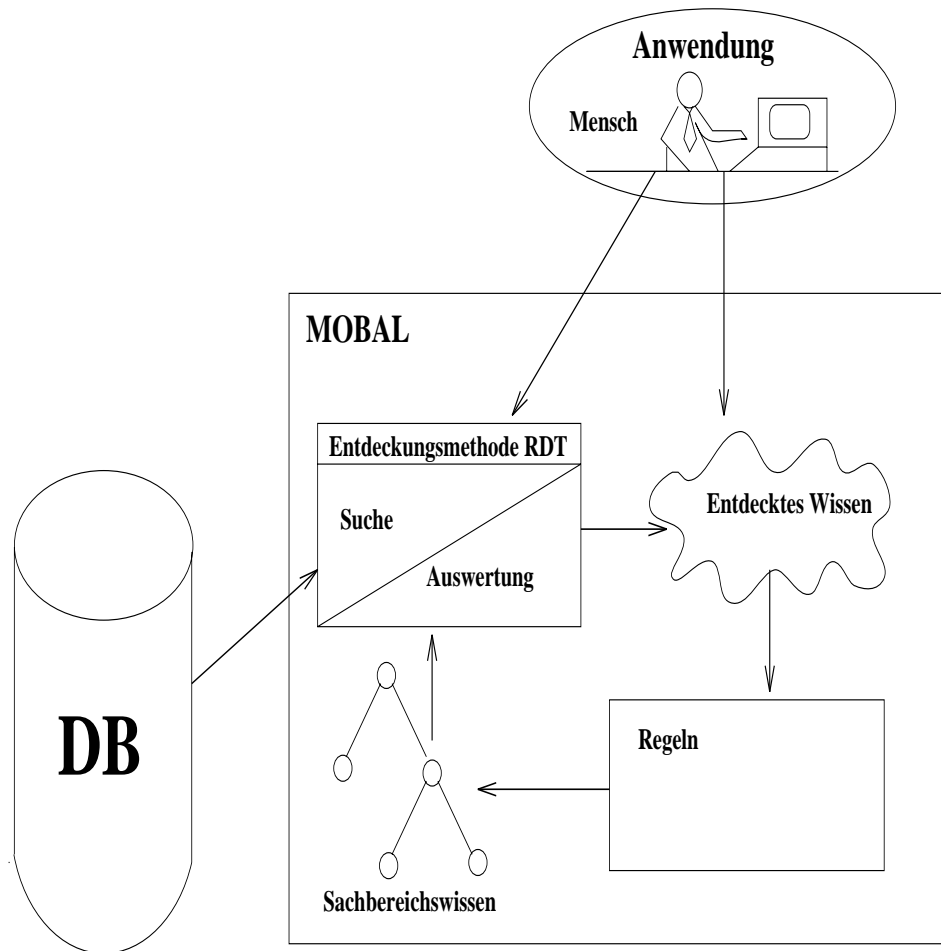 Anwendung
Mensch
MOBAL
Entdeckungsmethode RDT
Suche
Auswertung
Entdecktes Wissen
DB
Regeln
Sachbereichswissen